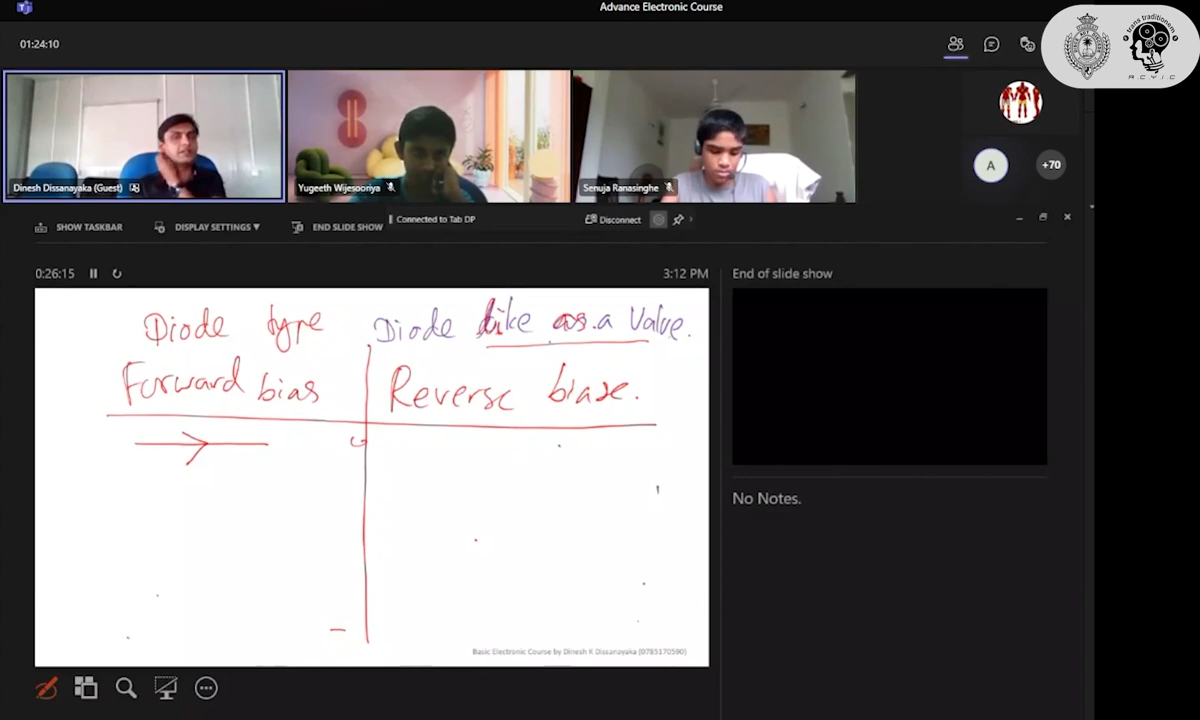 Advance Electronic Course
01:24:10
A.C.Y.I.C
Dinesh Dissanayaka (Guest)
Yugeeth Wijesooriya
Senuja Ranasinghe
A
+70
SHOW TASKBAR
DISPLAY SETTINGS
END SLIDE SHOW
Connected to Tab DP
Disconnect
0:26:15
3:12 PM
End of slide show
Diode type
Diode like as a Value.
Forward bias
Reverse biase.
No Notes.
Basic Electronic Course by Dinesh K Dissanayaka (0785170590)